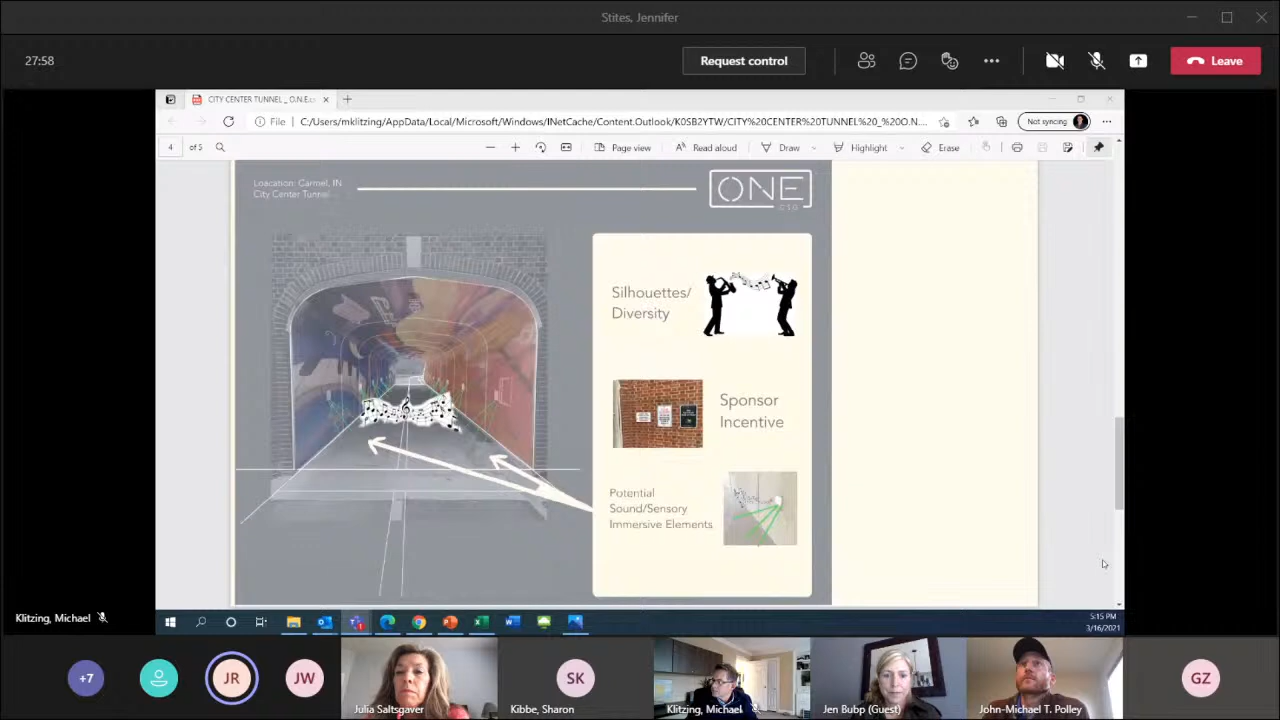 Stites, Jennifer
27:58
Request control
Leave
CITY CENTER TUNNEL _ O.N.E.
File
C:/Users/mklitzing/AppData/Local/Microsoft/Windows/INetCache/Content.Outlook/K0SB2YTW/CITY%20CENTER%20TUNNEL%20_%20O.N...
Not syncing
4 of 5
Page view
Read aloud
Draw
Highlight
Erase
Loacation: Carmel, IN
City Center Tunnel
ONE
Silhouettes/
Diversity
Sponsor
Incentive
Potential
Sound/Sensory
Immersive Elements
Klitzing, Michael
5:15 PM
3/16/2021
+7
JR
JW
Julia Saltsgaver
SK
Kibbe, Sharon
Klitzing, Michael
Jen Bubp (Guest)
John-Michael T. Polley
GZ